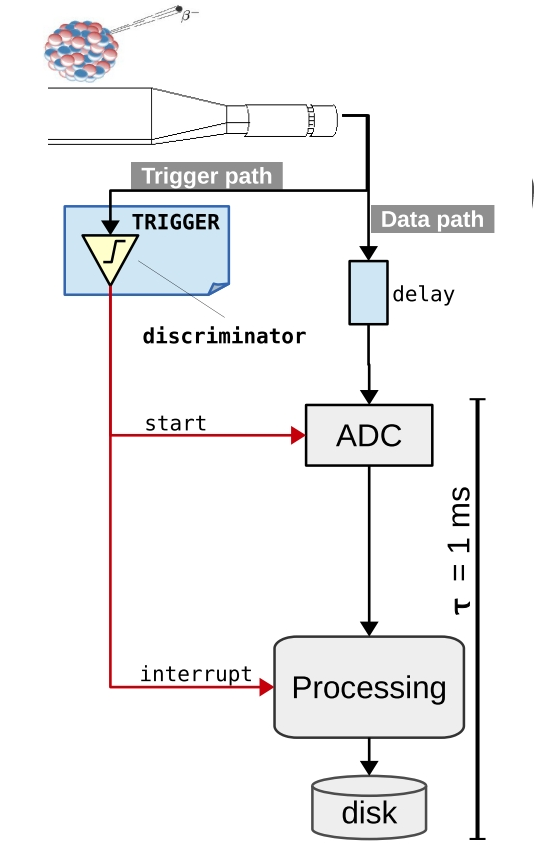 β⁻
Trigger path
TRIGGER
Data path
delay
discriminator
start
ADC
τ = 1 ms
interrupt
Processing
disk